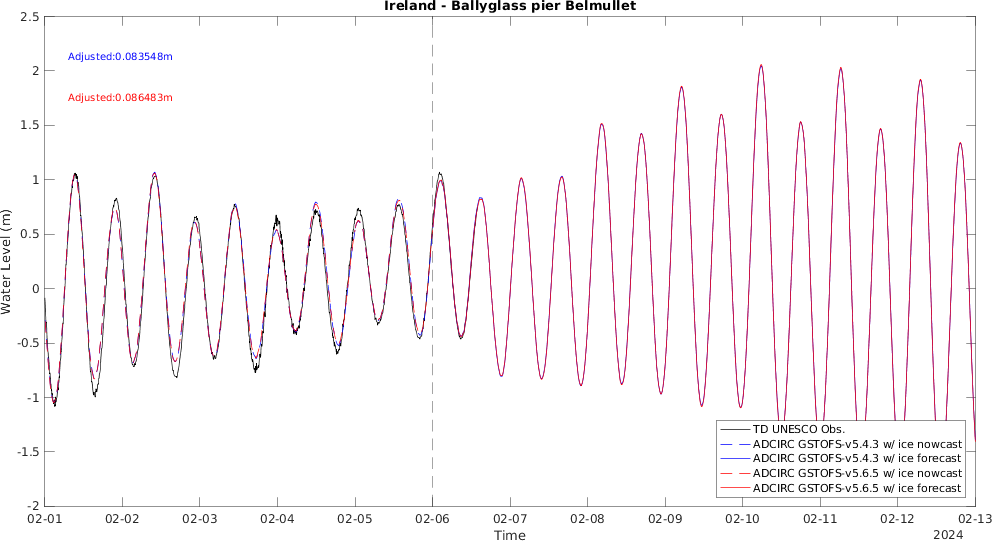 Ireland - Ballyglass pier Belmullet
2.5
2
1.5
1
0.5
0
-0.5
-1
-1.5
-2
Water Level (m)
Adjusted:0.083548m
Adjusted:0.086483m
TD UNESCO Obs.
ADCIRC GSTOFS-v5.4.3 w/ ice nowcast
ADCIRC GSTOFS-v5.4.3 w/ ice forecast
ADCIRC GSTOFS-v5.6.5 w/ ice nowcast
ADCIRC GSTOFS-v5.6.5 w/ ice forecast
02-01 02-02 02-03 02-04 02-05 02-06 02-07 02-08 02-09 02-10 02-11 02-12 02-13
Time
2024